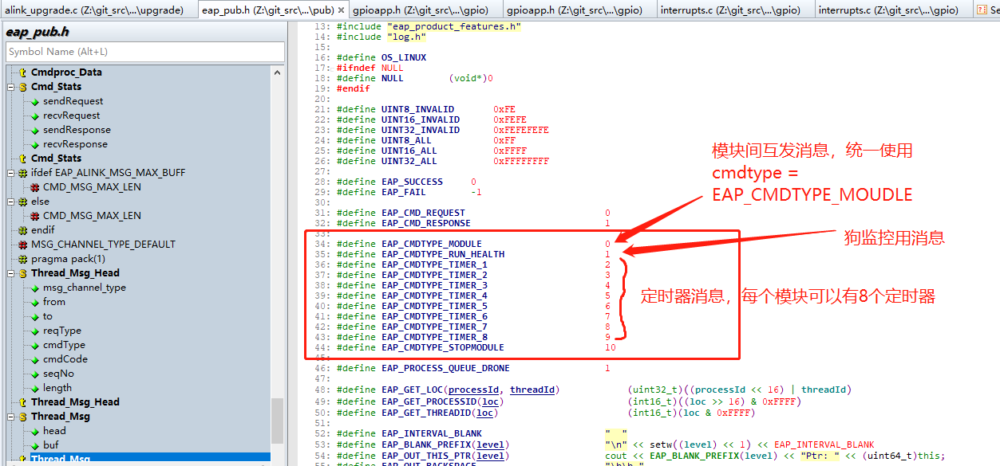 alink_upgrade.c (Z:\git_src\...\upgrade)
eap_pub.h (Z:\git_src\...\pub)
gpioapp.h (Z:\git_src\...\gpio)
gpioapp.h (Z:\git_src\...\gpio)
interrupts.c (Z:\git_src\...\gpio)
interrupts.c (Z:\git_src\...\gpio)
Se
eap_pub.h
Symbol Name (Alt+L)
Cmdproc_Data
Cmd_Stats
sendRequest
recvRequest
sendResponse
recvResponse
Cmd_Stats
ifdef EAP_ALINK_MSG_MAX_BUFF
CMD_MSG_MAX_LEN
else
CMD_MSG_MAX_LEN
endif
MSG_CHANNEL_TYPE_DEFAULT
pragma pack(1)
Thread_Msg_Head
msg_channel_type
from
to
reqType
cmdType
cmdCode
seqNo
length
Thread_Msg_Head
Thread_Msg
head
buf
Thread_Msg
13: #include "eap_product_features.h"
14: #include "log.h"
15:
16: #define OS_LINUX
17: #ifndef NULL
18: #define NULL (void*)0
19: #endif
20:
21: #define UINT8_INVALID 0xFE
22: #define UINT16_INVALID 0xFEFE
23: #define UINT32_INVALID 0xFEFEFEFE
24: #define UINT8_ALL 0xFF
25: #define UINT16_ALL 0xFFFF
26: #define UINT32_ALL 0xFFFFFFFF
27:
28: #define EAP_SUCCESS 0
29: #define EAP_FAIL -1
30:
31: #define EAP_CMD_REQUEST 0
32: #define EAP_CMD_RESPONSE 1
33:
34: #define EAP_CMDTYPE_MODULE 0
35: #define EAP_CMDTYPE_RUN_HEALTH 1
36: #define EAP_CMDTYPE_TIMER_1 2
37: #define EAP_CMDTYPE_TIMER_2 3
38: #define EAP_CMDTYPE_TIMER_3 4
39: #define EAP_CMDTYPE_TIMER_4 5
40: #define EAP_CMDTYPE_TIMER_5 6
41: #define EAP_CMDTYPE_TIMER_6 7
42: #define EAP_CMDTYPE_TIMER_7 8
43: #define EAP_CMDTYPE_TIMER_8 9
44: #define EAP_CMDTYPE_STOPMODULE 10
45:
46: #define EAP_PROCESS_QUEUE_DRONE 1
47:
48: #define EAP_GET_LOC(processId, threadId) (uint32_t)((processId << 16) | threadId)
49: #define EAP_GET_PROCESSID(loc) (int16_t)((loc >> 16) & 0xFFFF)
50: #define EAP_GET_THREADID(loc) (int16_t)(loc & 0xFFFF)
51:
52: #define EAP_INTERVAL_BLANK "  "
53: #define EAP_BLANK_PREFIX(level) "\n" << setw((level) << 1) << EAP_INTERVAL_BLANK
54: #define EAP_OUT_THIS_PTR(level) cout << EAP_BLANK_PREFIX(level) << "Ptr: " << (uint64_t)this;
55: #define EAP_OUT_BACKSPACE "\b\b "
模块间互发消息，统一使用
cmdtype =
EAP_CMDTYPE_MOUDLE
狗监控用消息
定时器消息，每个模块可以有8个定时器